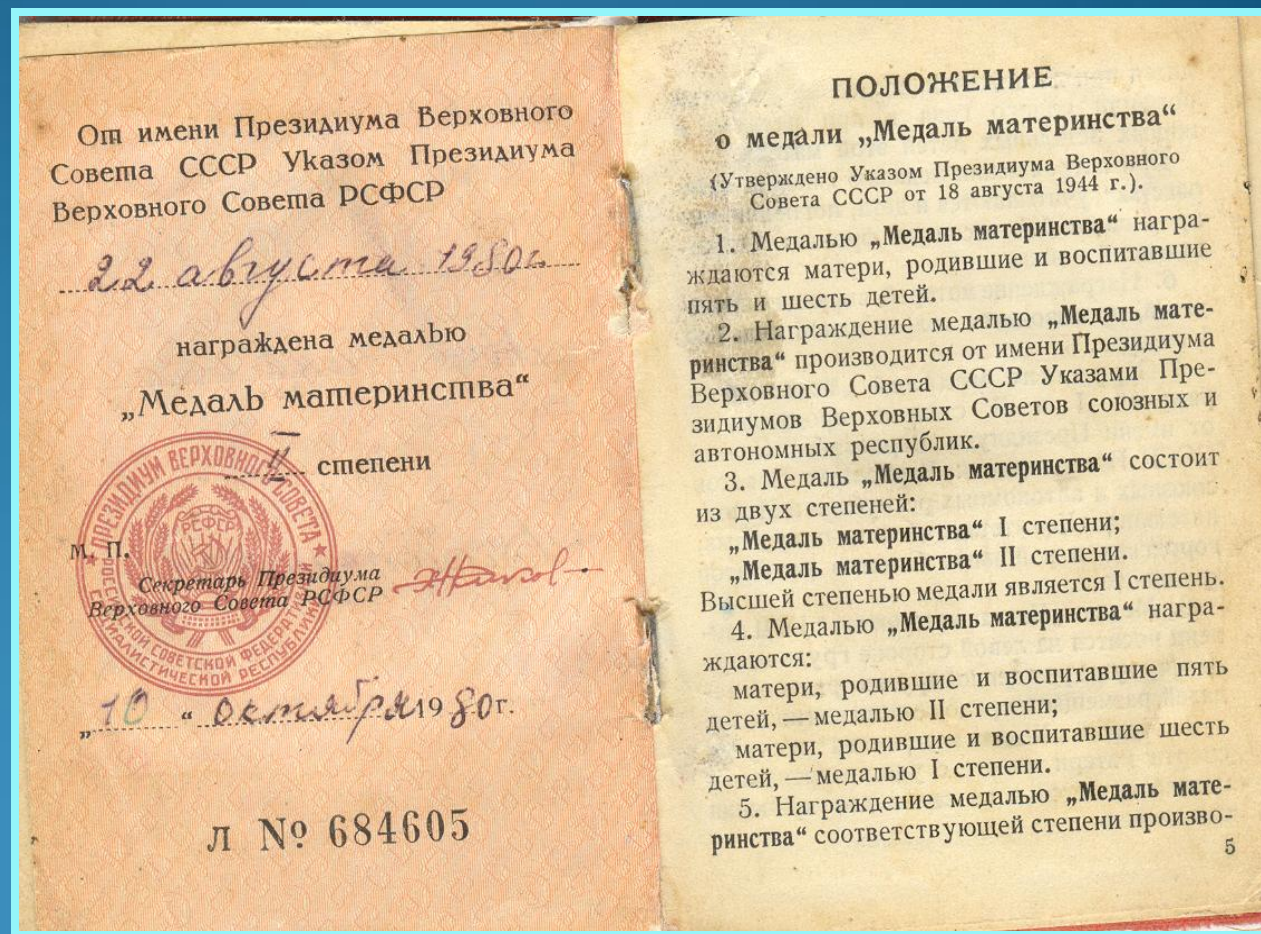 От имени Президиума Верховного
Совета СССР Указом Президиума
Верховного Совета РСФСР
22 августа 1980г
награждена медалью
„Медаль материнства“
II степени
ПРЕЗИДИУМ ВЕРХОВНОГО СОВЕТА
РОССИЙСКОЙ СОВЕТСКОЙ ФЕДЕРАТИВНОЙ
СОЦИАЛИСТИЧЕСКОЙ РЕСПУБЛИКИ
РСФСР
М. П.
Секретарь Президиума
Верховного Совета РСФСР
„10 “ октября 1980г.
Л № 684605
ПОЛОЖЕНИЕ
о медали „Медаль материнства“
(Утверждено Указом Президиума Верховного
Совета СССР от 18 августа 1944 г.).
1. Медалью „Медаль материнства“ награ-
ждаются матери, родившие и воспитавшие
пять и шесть детей.
2. Награждение медалью „Медаль мате-
ринства“ производится от имени Президиума
Верховного Совета СССР Указами Пре-
зидиумов Верховных Советов союзных и
автономных республик.
3. Медаль „Медаль материнства“ состоит
из двух степеней:
„Медаль материнства“ I степени;
„Медаль материнства“ II степени.
Высшей степенью медали является I степень.
4. Медалью „Медаль материнства“ награ-
ждаются:
матери, родившие и воспитавшие пять
детей, — медалью II степени;
матери, родившие и воспитавшие шесть
детей, — медалью I степени.
5. Награждение медалью „Медаль мате-
ринства“ соответствующей степени произво-
5